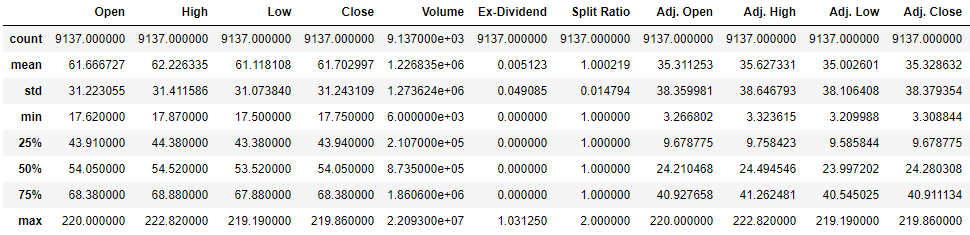 Open High Low Close Volume Ex-Dividend Split Ratio Adj. Open Adj. High Adj. Low Adj. Close
count 9137.000000 9137.000000 9137.000000 9137.000000 9.137000e+03 9137.000000 9137.000000 9137.000000 9137.000000 9137.000000 9137.000000
mean 61.666727 62.226335 61.118108 61.702997 1.226835e+06 0.005123 1.000219 35.311253 35.627331 35.002601 35.328632
std 31.223055 31.411586 31.073840 31.243109 1.273624e+06 0.049085 0.014794 38.359981 38.646793 38.106408 38.379354
min 17.620000 17.870000 17.500000 17.750000 6.000000e+03 0.000000 1.000000 3.266802 3.323615 3.209988 3.308844
25% 43.910000 44.380000 43.380000 43.940000 2.107000e+05 0.000000 1.000000 9.678775 9.758423 9.585844 9.678775
50% 54.050000 54.520000 53.520000 54.050000 8.735000e+05 0.000000 1.000000 24.210468 24.494546 23.997202 24.280308
75% 68.380000 68.880000 67.880000 68.380000 1.860600e+06 0.000000 1.000000 40.927658 41.262481 40.545025 40.911134
max 220.000000 222.820000 219.190000 219.860000 2.209300e+07 1.031250 2.000000 220.000000 222.820000 219.190000 219.860000